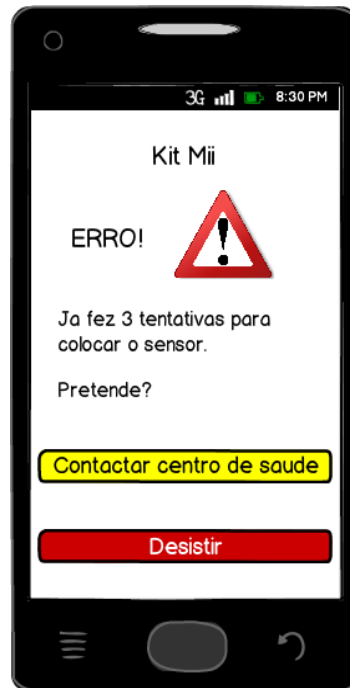 3G 8:30 PM
Kit Mii
ERRO!
Ja fez 3 tentativas para
colocar o sensor.
Pretende?
Contactar centro de saude
Desistir